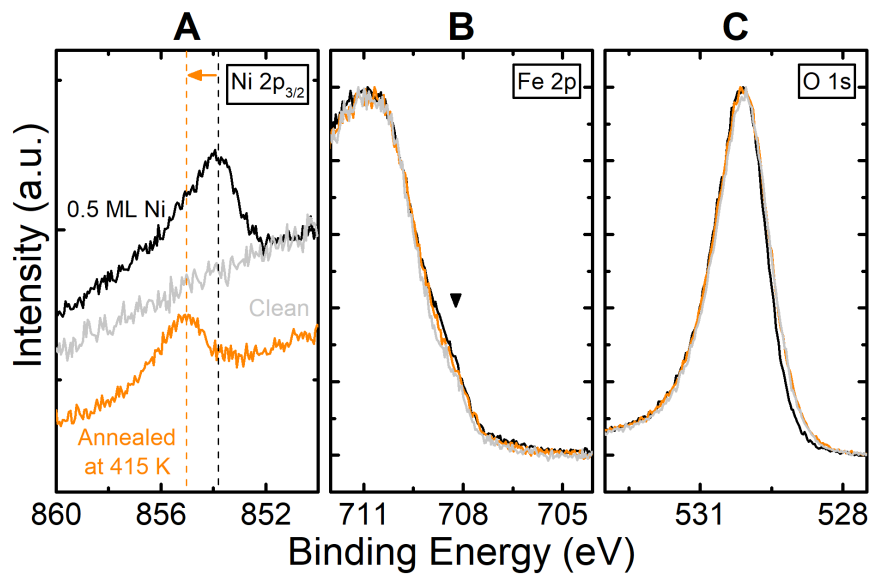 A B C
Ni 2p3/2
Fe 2p
O 1s
0.5 ML Ni
Clean
Annealed
at 415 K
Intensity (a.u.)
860 856 852 711 708 705 531 528
Binding Energy (eV)